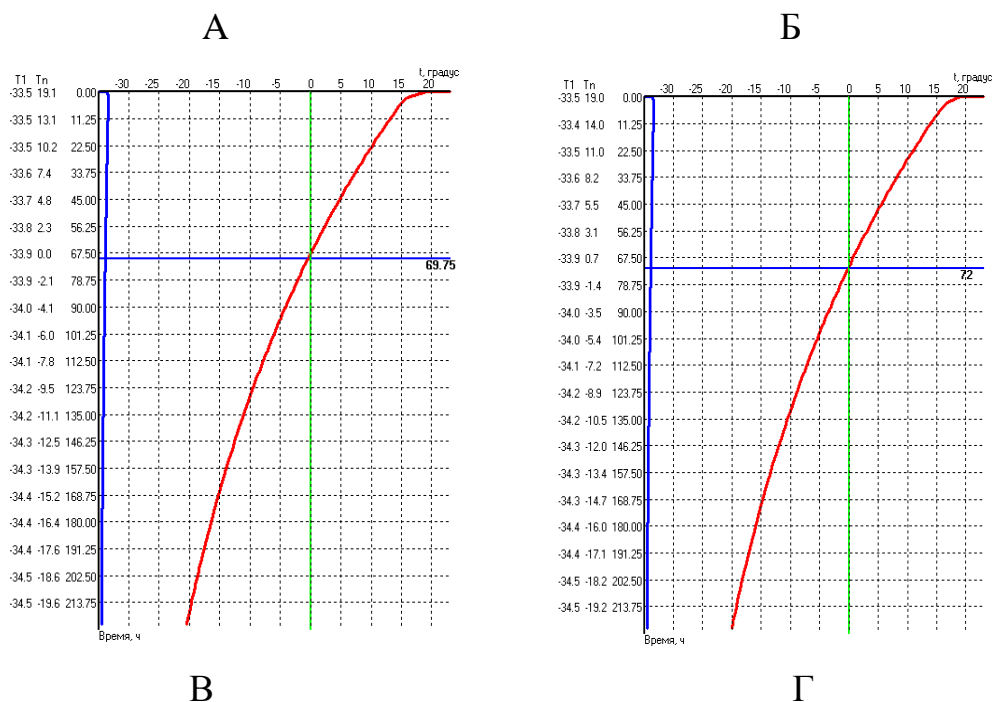 А
Б
t, градус
T1 Tn -30 -25 -20 -15 -10 -5 0 5 10 15 20
-33.5 19.1 0.00
-33.5 13.1 11.25
-33.5 10.2 22.50
-33.6 7.4 33.75
-33.7 4.8 45.00
-33.8 2.3 56.25
-33.9 0.0 67.50
69.75
-33.9 -2.1 78.75
-34.0 -4.1 90.00
-34.1 -6.0 101.25
-34.1 -7.8 112.50
-34.2 -9.5 123.75
-34.2 -11.1 135.00
-34.3 -12.5 146.25
-34.3 -13.9 157.50
-34.4 -15.2 168.75
-34.4 -16.4 180.00
-34.4 -17.6 191.25
-34.5 -18.6 202.50
-34.5 -19.6 213.75
Время, ч
t, градус
T1 Tn -30 -25 -20 -15 -10 -5 0 5 10 15 20
-33.5 19.0 0.00
-33.4 14.0 11.25
-33.5 11.0 22.50
-33.6 8.2 33.75
-33.7 5.5 45.00
-33.8 3.1 56.25
-33.9 0.7 67.50
72
-33.9 -1.4 78.75
-34.0 -3.5 90.00
-34.0 -5.4 101.25
-34.1 -7.2 112.50
-34.2 -8.9 123.75
-34.2 -10.5 135.00
-34.3 -12.0 146.25
-34.3 -13.4 157.50
-34.3 -14.7 168.75
-34.4 -16.0 180.00
-34.4 -17.1 191.25
-34.5 -18.2 202.50
-34.5 -19.2 213.75
Время, ч
В
Г